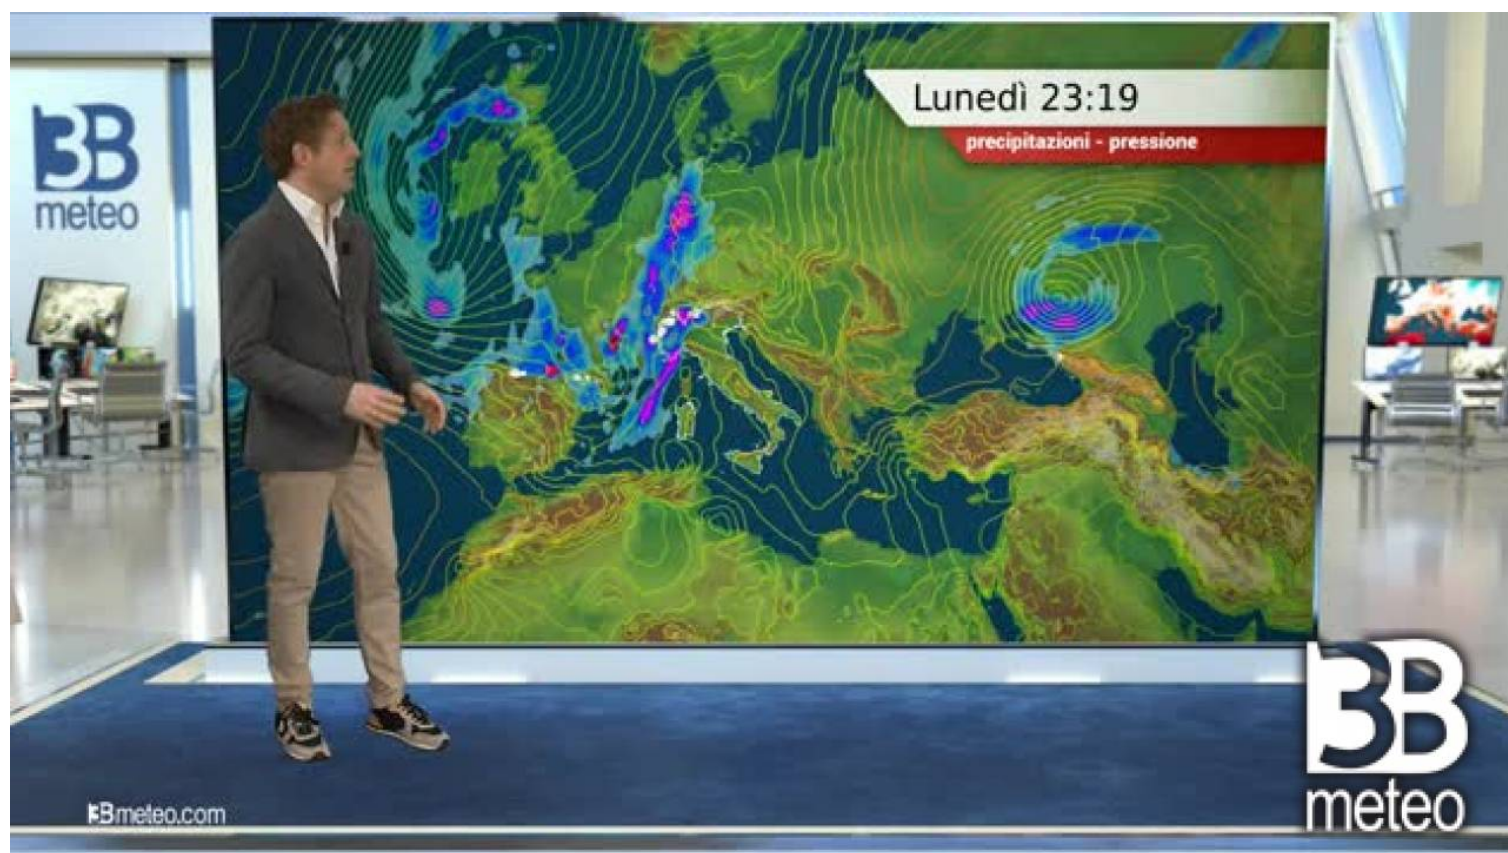 3B
meteo
Lunedì 23:19
precipitazioni - pressione
3Bmeteo.com
3B
meteo